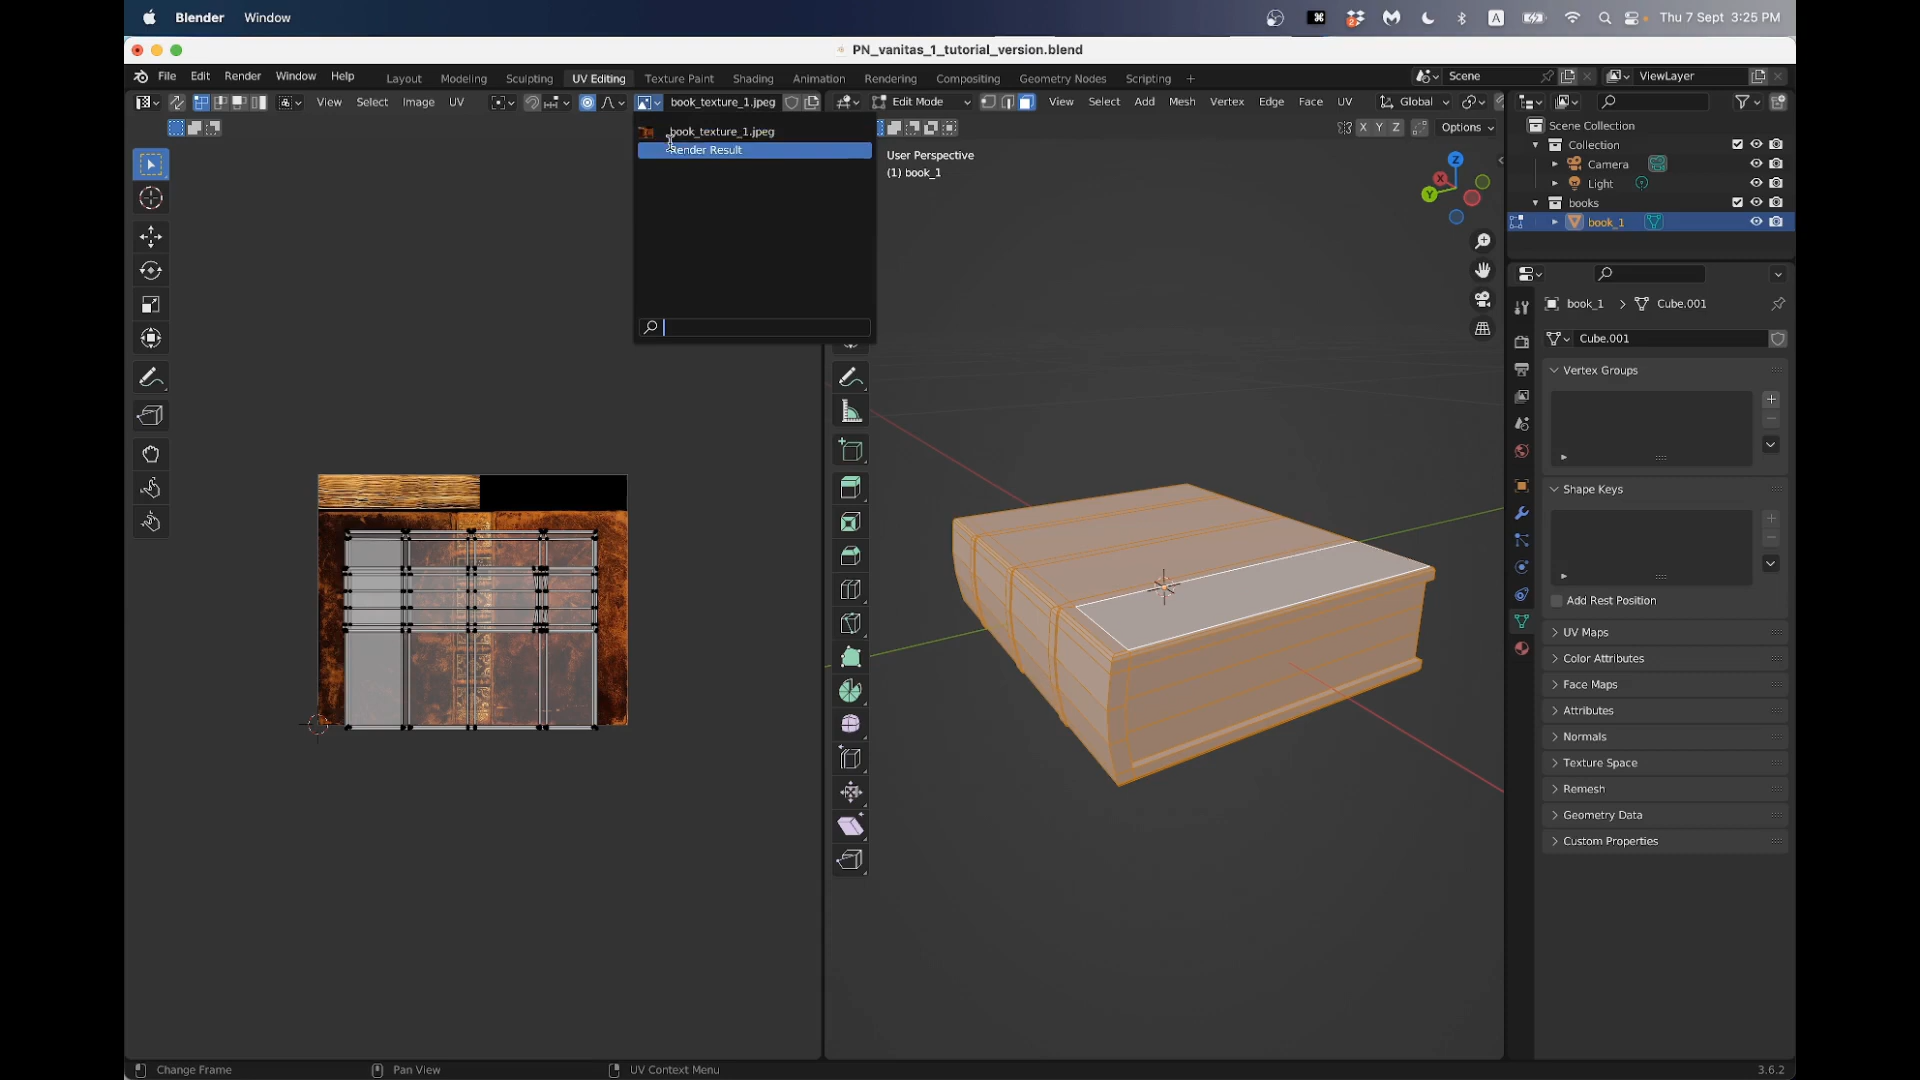 Blender Window A Thu 7 Sept 3:25 PM
PN_vanitas_1_tutorial_version.blend
File Edit Render Window Help Layout Modeling Sculpting UV Editing Texture Paint Shading Animation Rendering Compositing Geometry Nodes Scripting + Scene ViewLayer
View Select Image UV book_texture_1.jpeg Edit Mode View Select Add Mesh Vertex Edge Face UV Global
X Y Z Options
book_texture_1.jpeg
Render Result
User Perspective
(1) book_1
Z
X
Y
Scene Collection
Collection
Camera
Light
books
book_1
book_1 > Cube.001
Cube.001
Vertex Groups
Shape Keys
Add Rest Position
UV Maps
Color Attributes
Face Maps
Attributes
Normals
Texture Space
Remesh
Geometry Data
Custom Properties
Change Frame Pan View UV Context Menu 3.6.2